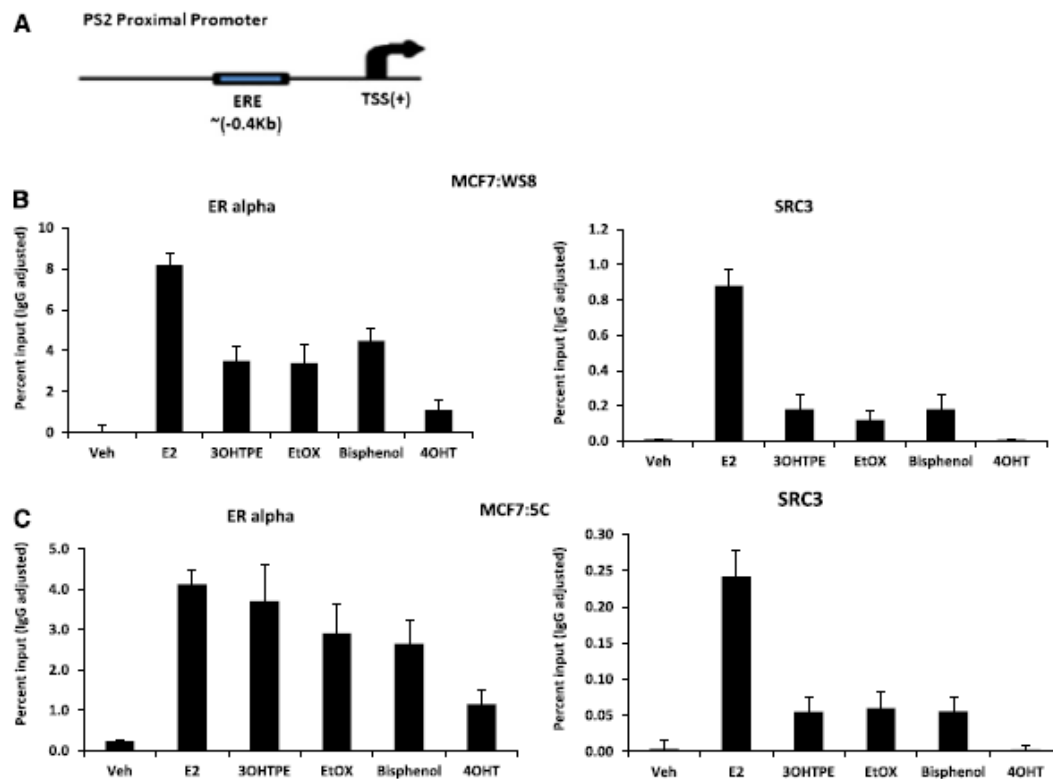 A
PS2 Proximal Promoter
ERE
~(-0.4Kb)
TSS(+)
MCF7:WS8
B
ER alpha
Percent input (IgG adjusted)
10
8
6
4
2
0
Veh E2 3OHTPE EtOX Bisphenol 4OHT
SRC3
Percent input (IgG adjusted)
1.2
1.0
0.8
0.6
0.4
0.2
0.0
Veh E2 3OHTPE EtOX Bisphenol 4OHT
MCF7:5C
C
ER alpha
Percent input (IgG adjusted)
5.0
4.0
3.0
2.0
1.0
0.0
Veh E2 3OHTPE EtOX Bisphenol 4OHT
SRC3
Percent input (IgG adjusted)
0.30
0.25
0.20
0.15
0.10
0.05
0.00
Veh E2 3OHTPE EtOX Bisphenol 4OHT